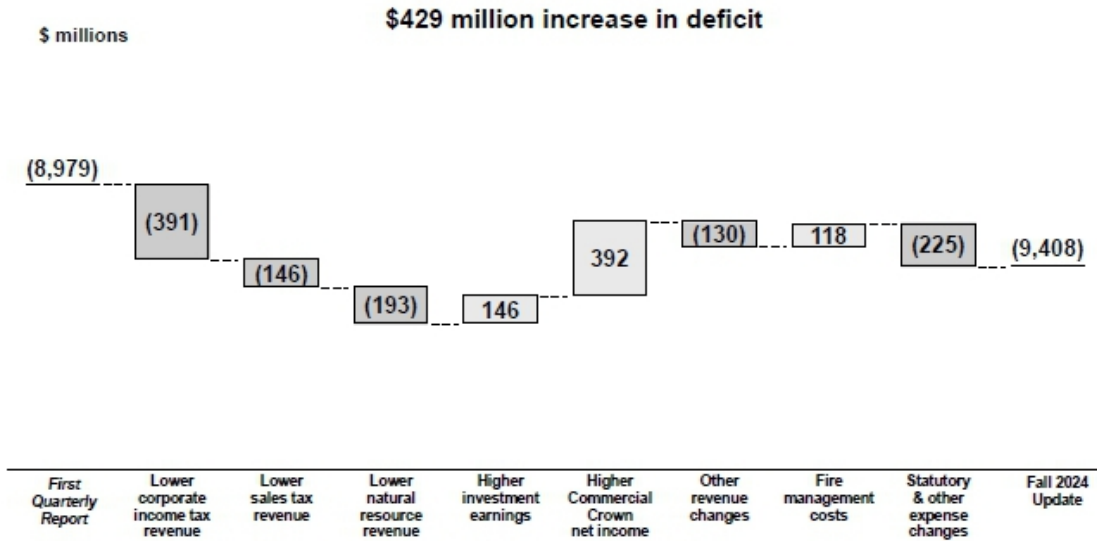 $429 million increase in deficit
$ millions
(8,979)
(391)
(146)
(193)
146
392
(130)
118
(225)
(9,408)
First
Quarterly
Report
Lower
corporate
income tax
revenue
Lower
sales tax
revenue
Lower
natural
resource
revenue
Higher
investment
earnings
Higher
Commercial
Crown
net income
Other
revenue
changes
Fire
management
costs
Statutory
& other
expense
changes
Fall 2024
Update